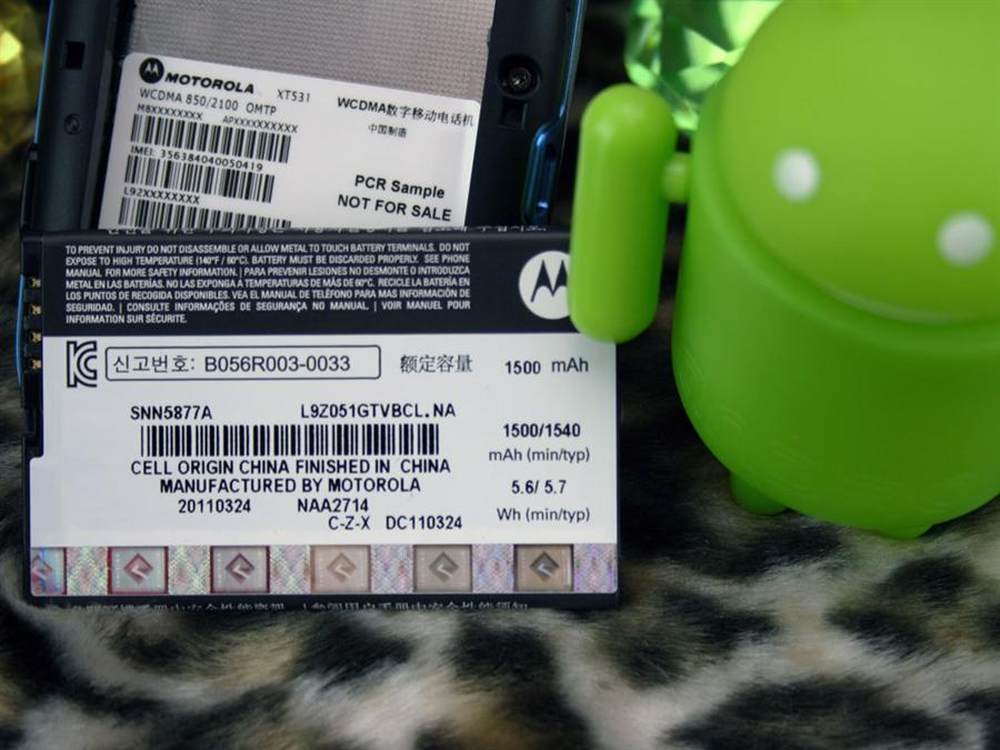 MOTOROLA XT531
WCDMA数字移动电话机
WCDMA 850/2100 OMTP
中国制造
M8XXXXXXXX APXXXXXXXXXX
IMEI: 356384040050419
PCR Sample
L92XXXXXXXX
NOT FOR SALE
TO PREVENT INJURY DO NOT DISASSEMBLE OR ALLOW METAL TO TOUCH BATTERY TERMINALS. DO NOT
EXPOSE TO HIGH TEMPERATURE (140°F / 60°C). BATTERY MUST BE DISCARDED PROPERLY. SEE PHONE
MANUAL FOR MORE SAFETY INFORMATION. | PARA PREVENIR LESIONES NO DESMONTE O INTRODUZCA
METAL EN LAS BATERÍAS. NO LAS EXPONGA A TEMPERATURAS DE MÁS DE 60°C. RECICLE LA BATERÍA EN
LOS PUNTOS DE RECOGIDA DISPONIBLES. VEA EL MANUAL DE TELÉFONO PARA MAS INFORMACIÓN DE
SEGURIDAD. | CONSULTE INFORMAÇÕES DE SEGURANÇA NO MANUAL. | VOIR MANUEL POUR
INFORMATION SUR SÉCURITE.
신고번호: B056R003-0033
额定容量 1500 mAh
SNN5877A L9Z051GTVBCL.NA
1500/1540
mAh (min/typ)
CELL ORIGIN CHINA FINISHED IN CHINA
MANUFACTURED BY MOTOROLA
5.6/ 5.7
20110324 NAA2714
Wh (min/typ)
C-Z-X DC110324